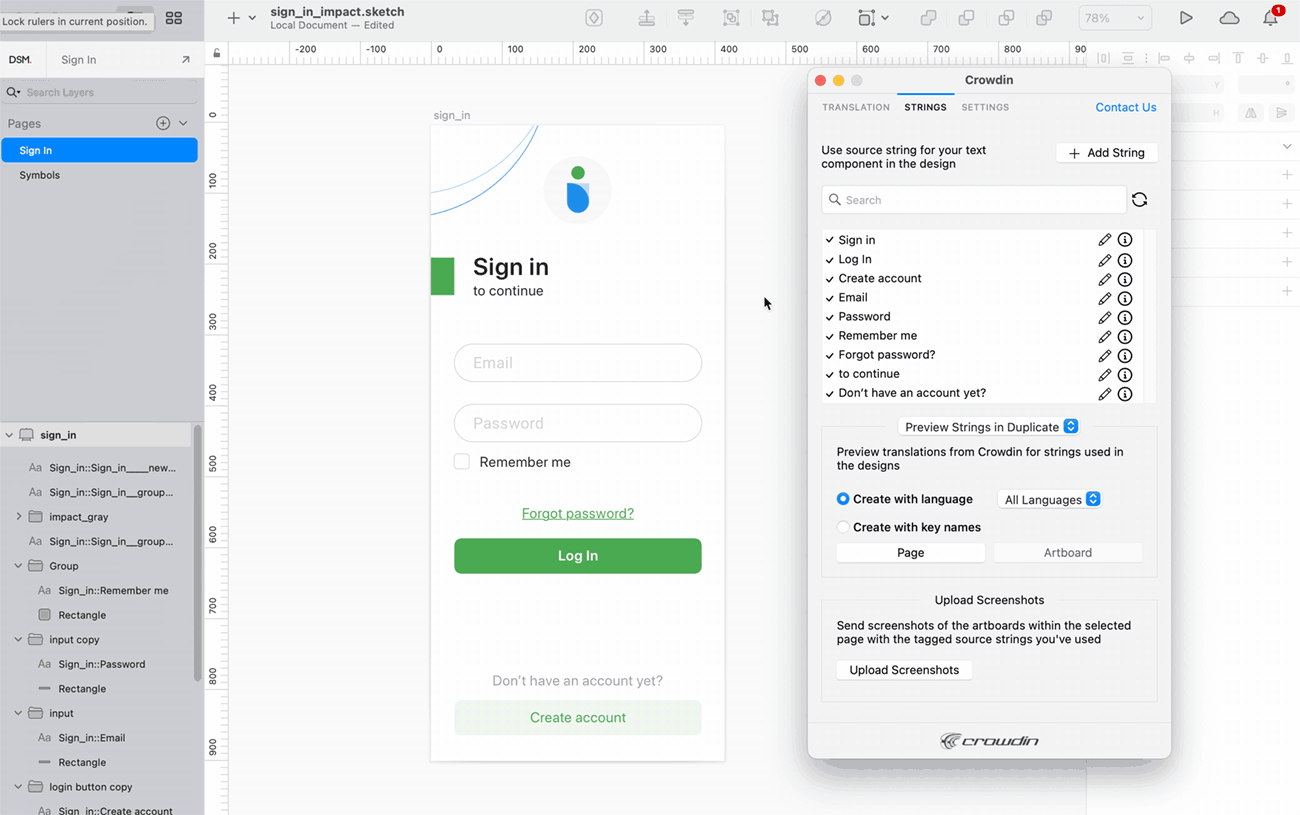 Lock rulers in current position.
sign_in_impact.sketch
Local Document — Edited
78%
1
DSM.
Sign In
-200
-100
0
100
200
300
400
500
600
700
800
90
Search Layers
Pages
Sign In
Symbols
sign_in
Aa Sign_in::Sign_in____new...
Aa Sign_in::Sign_in__group...
impact_gray
Aa Sign_in::Sign_in__group...
Group
Aa Sign_in::Remember me
Rectangle
input copy
Aa Sign_in::Password
Rectangle
input
Aa Sign_in::Email
Rectangle
login button copy
Aa Sign_in::Create account
0
100
200
300
400
500
600
700
800
900
sign_in
Sign in
to continue
Email
Password
Remember me
Forgot password?
Log In
Don't have an account yet?
Create account
Crowdin
TRANSLATION STRINGS SETTINGS
Contact Us
Use source string for your text
component in the design
+ Add String
Search
Sign in
Log In
Create account
Email
Password
Remember me
Forgot password?
to continue
Don't have an account yet?
Preview Strings in Duplicate
Preview translations from Crowdin for strings used in
the designs
Create with language
All Languages
Create with key names
Page
Artboard
Upload Screenshots
Send screenshots of the artboards within the selected
page with the tagged source strings you've used
Upload Screenshots
crowdin
Y
H